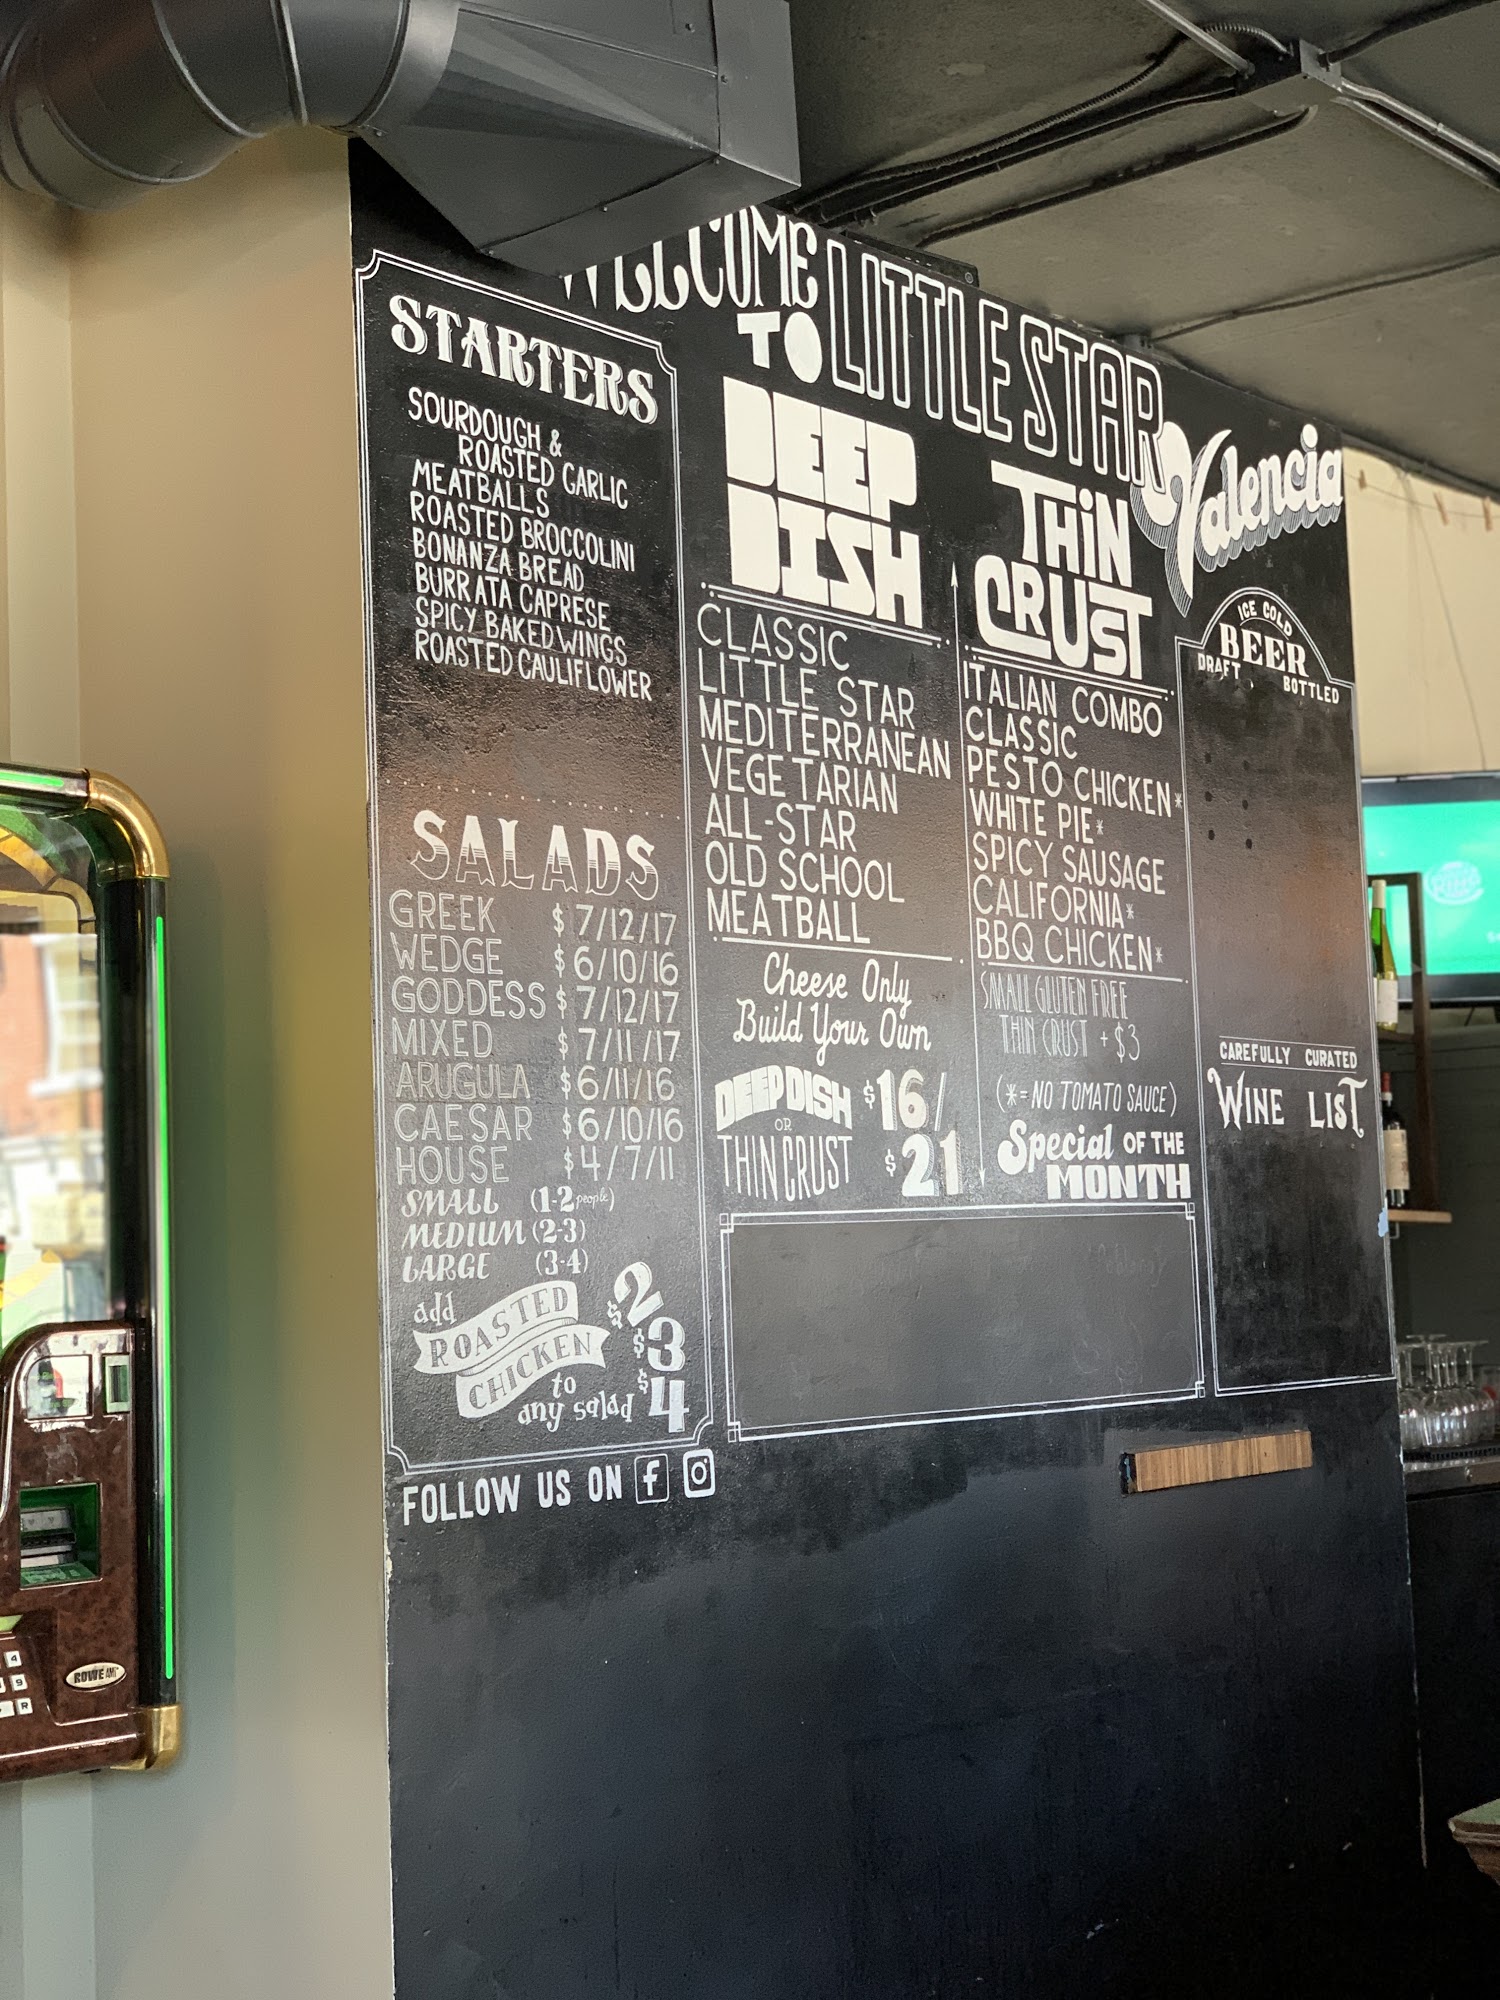 WELCOME
TO
LITTLE STAR
Valencia
STARTERS
SOURDOUGH &
ROASTED GARLIC
MEATBALLS
ROASTED BROCCOLINI
BONANZA BREAD
BURRATA CAPRESE
SPICY BAKED WINGS
ROASTED CAULIFLOWER
SALADS
GREEK $7/12/17
WEDGE $6/10/16
GODDESS $7/12/17
MIXED $7/11/17
ARUGULA $6/11/16
CAESAR $6/10/16
HOUSE $4/7/11
SMALL (1-2 people)
MEDIUM (2-3)
LARGE (3-4)
add
ROASTED
CHICKEN
to
any salad
$2
$3
$4
FOLLOW US ON f
DEEP
DISH
CLASSIC
LITTLE STAR
MEDITERRANEAN
VEGETARIAN
ALL-STAR
OLD SCHOOL
MEATBALL
Cheese Only
Build Your Own
DEEP DISH $16/
OR
THIN CRUST $21
THIN
CRUST
ITALIAN COMBO
CLASSIC
PESTO CHICKEN*
WHITE PIE*
SPICY SAUSAGE
CALIFORNIA*
BBQ CHICKEN*
SMALL GLUTEN FREE
THIN CRUST + $3
(*=NO TOMATO SAUCE)
Special OF THE
MONTH
ICE COLD
BEER
DRAFT
BOTTLED
CAREFULLY CURATED
WINE LIST
ROWE AMI
4
9
R